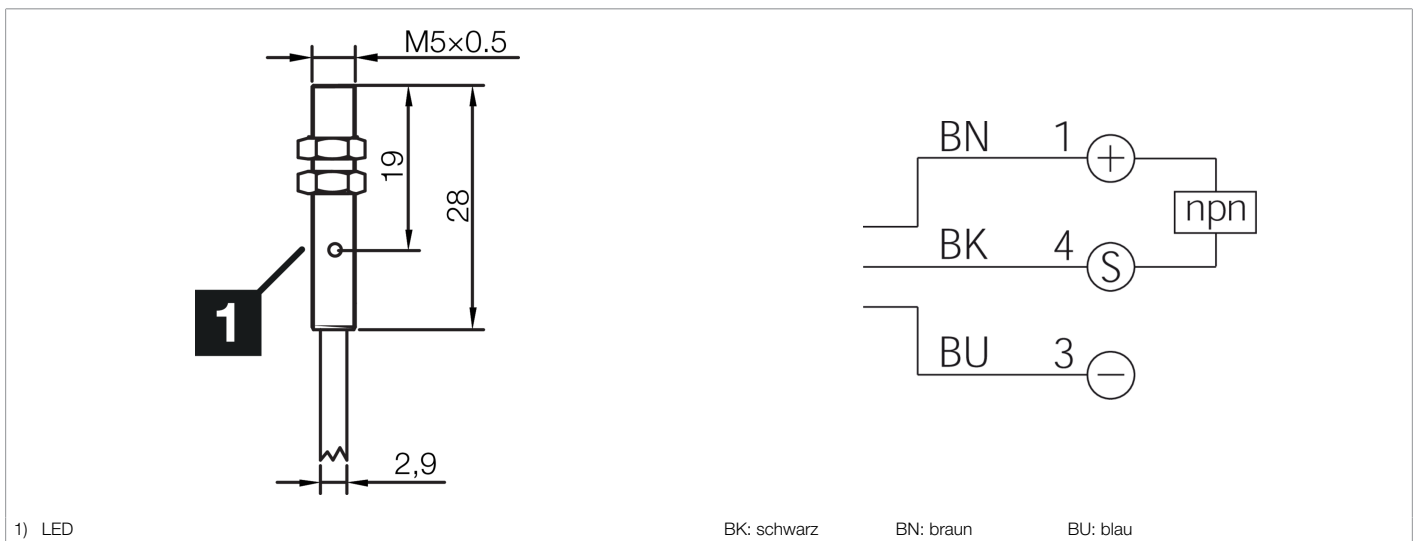 M5×0.5
19
28
1
2,9
BN 1 +
npn
BK 4 S
BU 3 −
1) LED
BK: schwarz BN: braun BU: blau